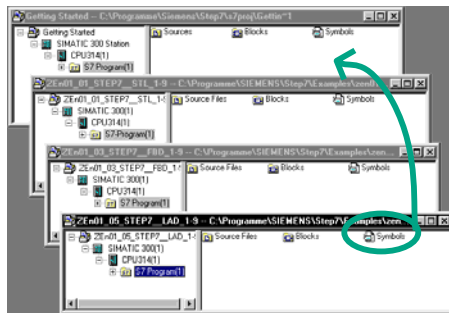 Getting Started -- C:\Programme\Siemens\Step7\s7proj\Gettin~1
Getting Started
SIMATIC 300 Station
CPU314(1)
S7 Program(1)
Sources
Blocks
Symbols
ZEn01_01_STEP7__STL_1-9 -- C:\Programme\SIEMENS\Step7\Examples\zen0
ZEn01_01_STEP7__STL_1-9
SIMATIC 300(1)
CPU314(1)
S7-Program(1)
Source Files
Blocks
Symbols
ZEn01_03_STEP7__FBD_1-9 -- C:\Programme\SIEMENS\Step7\Examples\zen...
ZEn01_03_STEP7__FBD_1-9
SIMATIC 300(1)
CPU314(1)
S7 Program(1)
Source Files
Blocks
Symbols
ZEn01_05_STEP7__LAD_1-9 -- C:\Programme\SIEMENS\Step7\Examples\zen
ZEn01_05_STEP7__LAD_1-9
SIMATIC 300(1)
CPU314(1)
S7 Program(1)
Source Files
Blocks
Symbols